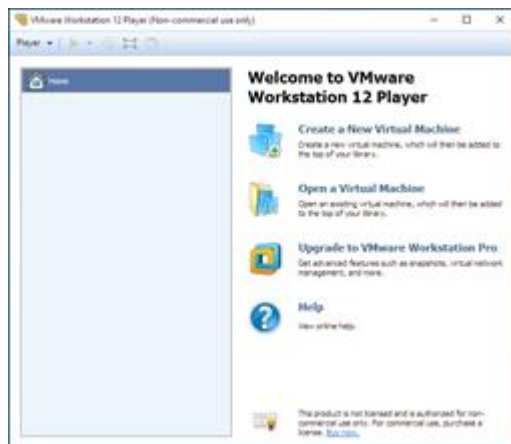 VMware Workstation 12 Player (Non-commercial use only)
Player
Home
Welcome to VMware
Workstation 12 Player
Create a New Virtual Machine
Create a new virtual machine, which will then be added to
the top of your library.
Open a Virtual Machine
Open an existing virtual machine, which will then be added
to the top of your library.
Upgrade to VMware Workstation Pro
Get advanced features such as snapshots, virtual network
management, and more.
Help
View online help.
This product is not licensed and is authorized for non-
commercial use only. For commercial use, purchase a
license. Buy now.